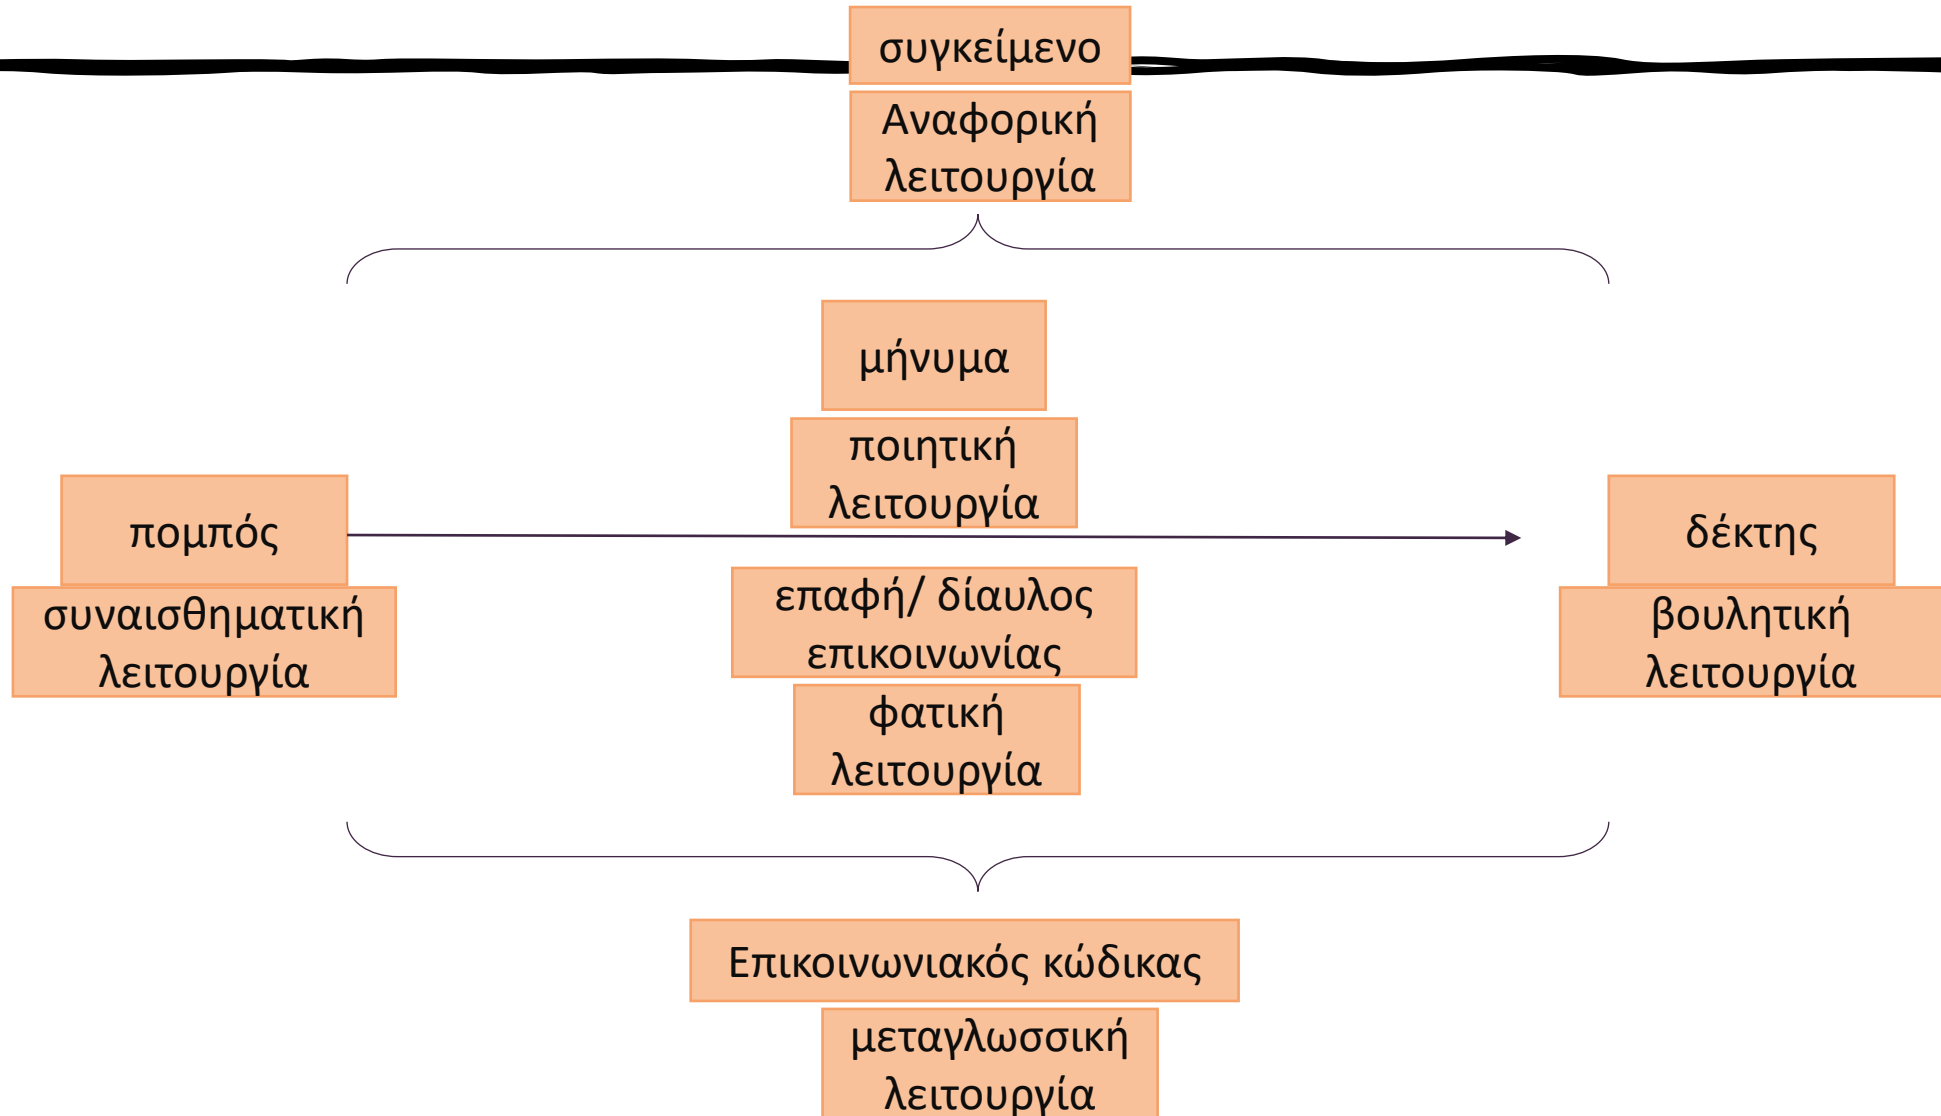 συγκείμενο
Αναφορική
λειτουργία
μήνυμα
ποιητική
λειτουργία
πομπός
συναισθηματική
λειτουργία
επαφή/ δίαυλος
επικοινωνίας
φατική
λειτουργία
δέκτης
βουλητική
λειτουργία
Επικοινωνιακός κώδικας
μεταγλωσσική
λειτουργία